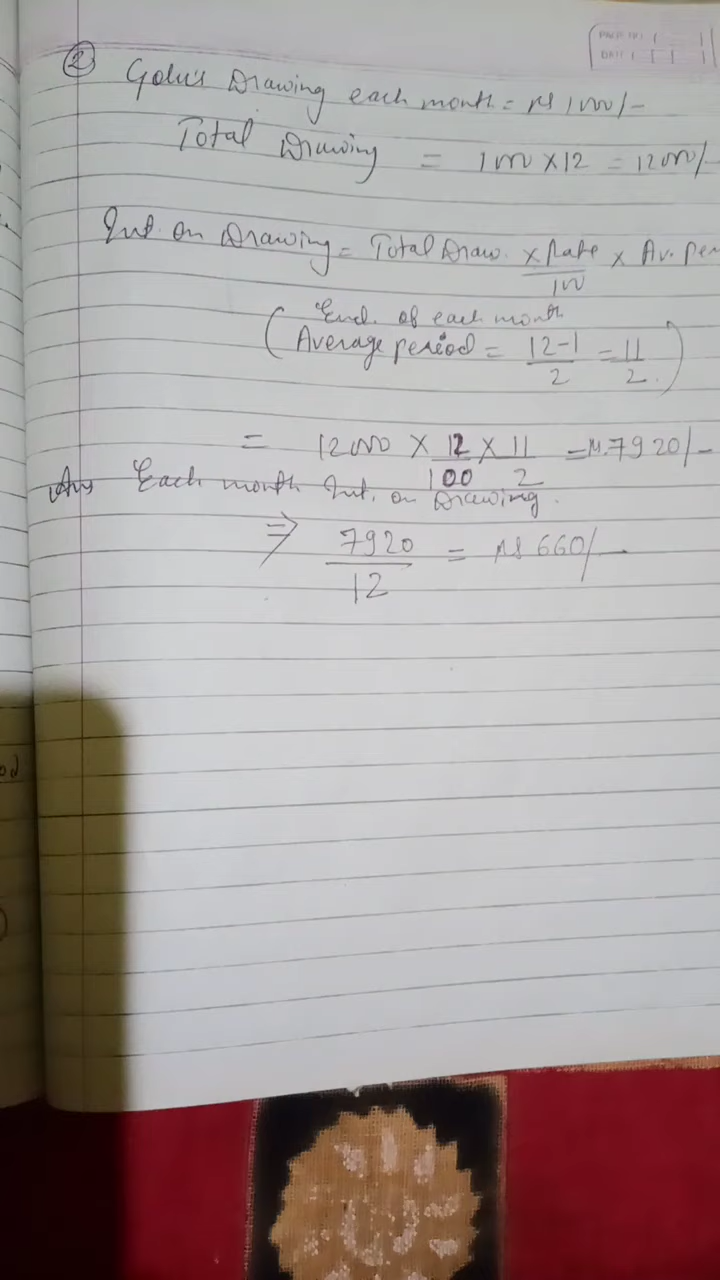 ②
Golu's Drawing each month = Rs 1000/-
Total Drawing = 1000 × 12 = 12000/-
Int. on Drawing = Total Draw. × Rate/100 × Av. per
(End of each month
Average period = 12-1/2 = 11/2.)
= 12000 × 12/100 × 11/2 = Rs. 7920/-
Ans Each month Int. on Drawing.
⇒ 7920/12 = Rs 660/-
od